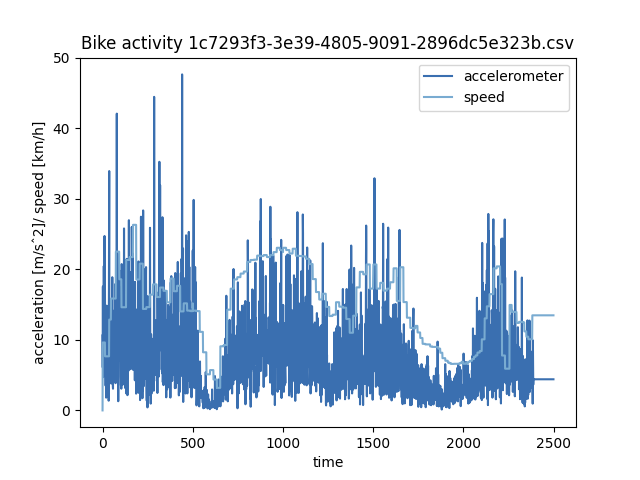 Bike activity 1c7293f3-3e39-4805-9091-2896dc5e323b.csv
accelerometer
speed
acceleration [m/s^2]/ speed [km/h]
50
40
30
20
10
0
0 500 1000 1500 2000 2500
time